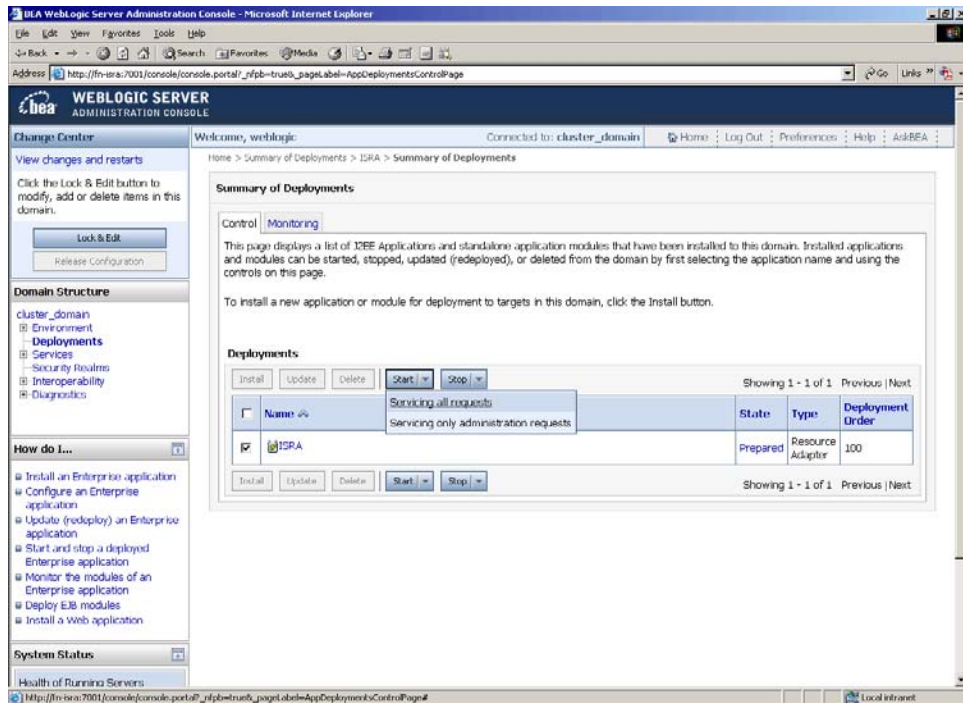 BEA WebLogic Server Administration Console - Microsoft Internet Explorer
File Edit View Favorites Tools Help
Back Search Favorites Media
Address http://fn-isra:7001/console/console.portal?_nfpb=true&_pageLabel=AppDeploymentsControlPage Go Links
bea WEBLOGIC SERVER
ADMINISTRATION CONSOLE
Change Center
View changes and restarts
Click the Lock & Edit button to
modify, add or delete items in this
domain.
Lock & Edit
Release Configuration
Domain Structure
cluster_domain
Environment
Deployments
Services
Security Realms
Interoperability
Diagnostics
How do I...
Install an Enterprise application
Configure an Enterprise
application
Update (redeploy) an Enterprise
application
Start and stop a deployed
Enterprise application
Monitor the modules of an
Enterprise application
Deploy EJB modules
Install a Web application
System Status
Health of Running Servers
Welcome, weblogic Connected to: cluster_domain Home Log Out Preferences Help AskBEA
Home > Summary of Deployments > ISRA > Summary of Deployments
Summary of Deployments
Control Monitoring
This page displays a list of J2EE Applications and standalone application modules that have been installed to this domain. Installed applications
and modules can be started, stopped, updated (redeployed), or deleted from the domain by first selecting the application name and using the
controls on this page.
To install a new application or module for deployment to targets in this domain, click the Install button.
Deployments
Install Update Delete Start Stop Showing 1 - 1 of 1 Previous | Next
Servicing all requests
Servicing only administration requests
Name State Type Deployment Order
ISRA Prepared Resource Adapter 100
Install Update Delete Start Stop Showing 1 - 1 of 1 Previous | Next
http://fn-isra:7001/console/console.portal?_nfpb=true&_pageLabel=AppDeploymentsControlPage# Local intranet